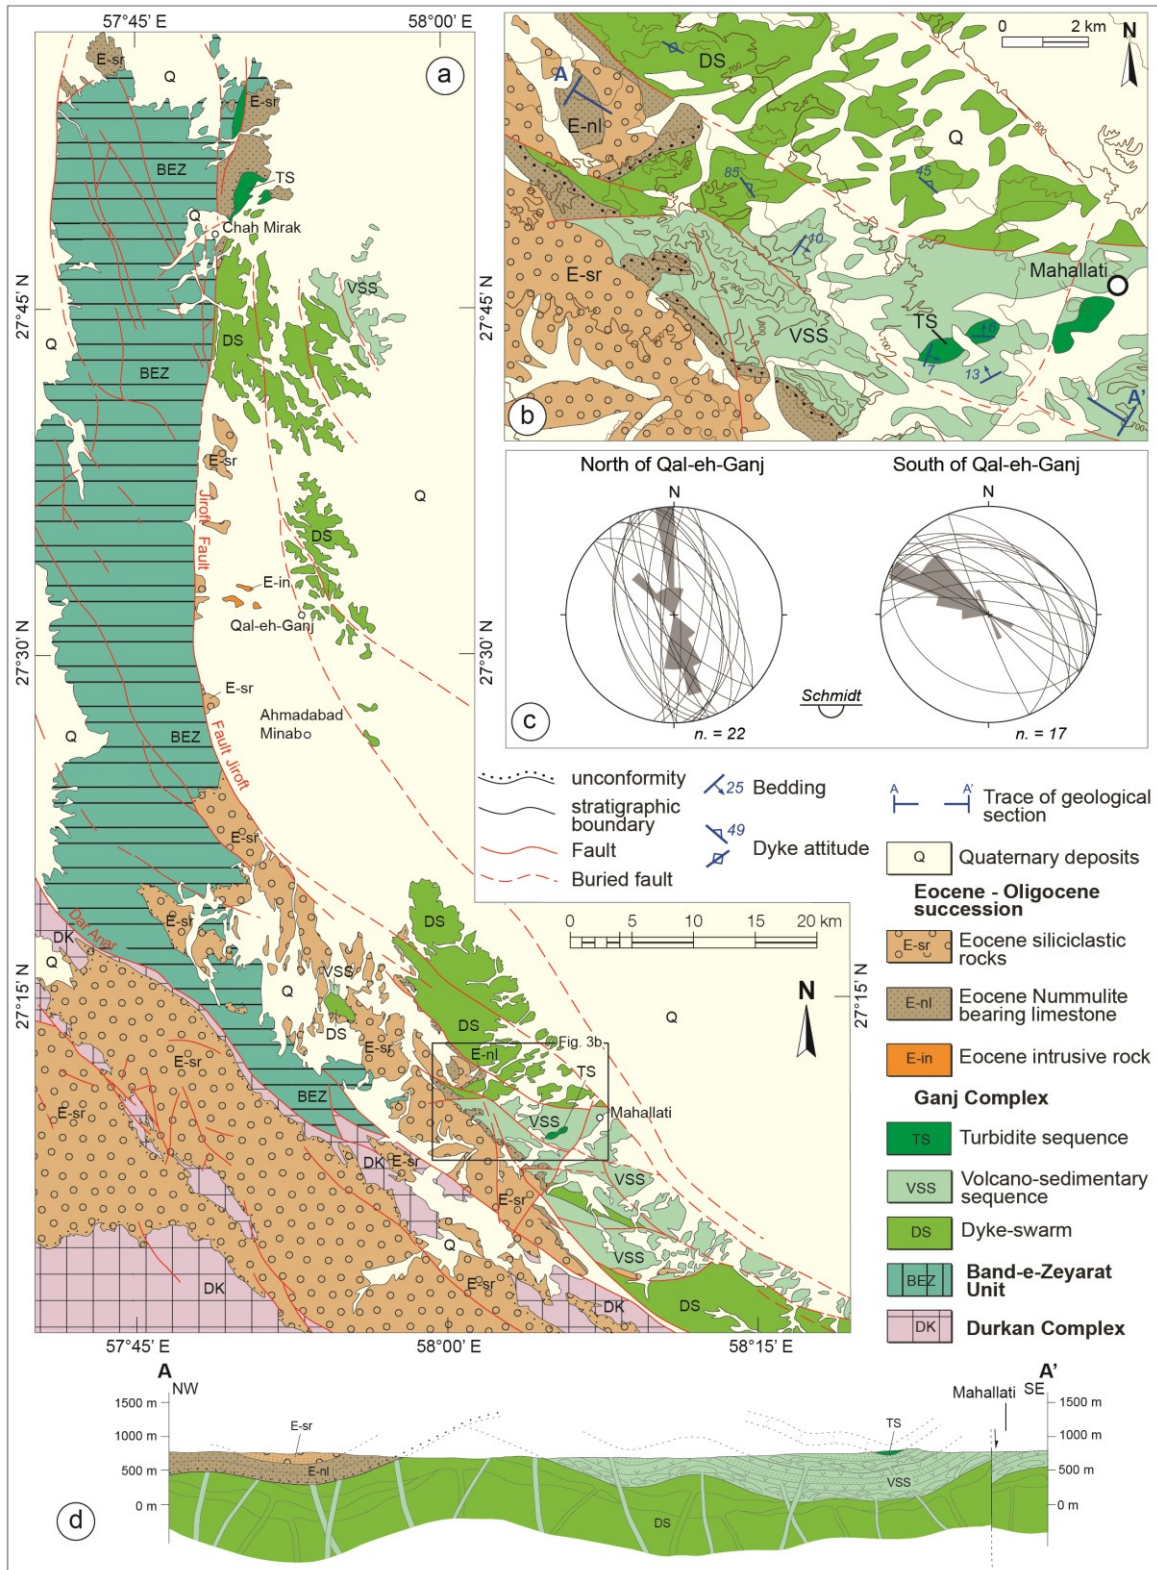 57°45' E
58°00' E
a
E-sr
Q
E-sr
BEZ
TS
Q
Chah Mirak
VSS
27°45' N
27°45' N
Q
DS
BEZ
E-sr
Q
Jiroft
Fault
DS
E-in
Qal-eh-Ganj
27°30' N
27°30' N
E-sr
Ahmadabad
Minab
Q
BEZ
Fault Jiroft
E-sr
Dar Anar
DK
Q
E-sr
DS
VSS
Q
DS
27°15' N
27°15' N
0 5 10 15 20 km
N
Q
DS
E-sr
E-nl
Fig. 3b
TS
E-sr
BEZ
VSS
Mahallati
E-sr
DK
E-sr
VSS
E-sr
Q
VSS
E-sr
DK
DK
DS
57°45' E
58°00' E
58°15' E
b
0 2 km
N
A
DS
700
600
E-nl
Q
85
45
10
E-sr
VSS
Mahallati
TS
6
7
13
A'
700
c
North of Qal-eh-Ganj
South of Qal-eh-Ganj
N
N
Schmidt
n. = 22
n. = 17
unconformity
stratigraphic
boundary
Fault
Buried fault
25 Bedding
49
Dyke attitude
A A'
Trace of geological
section
Q Quaternary deposits
Eocene - Oligocene
succession
E-sr Eocene siliciclastic
rocks
E-nl Eocene Nummulite
bearing limestone
E-in Eocene intrusive rock
Ganj Complex
TS Turbidite sequence
VSS Volcano-sedimentary
sequence
DS Dyke-swarm
BEZ Band-e-Zeyarat
Unit
DK Durkan Complex
d
A
NW
A'
SE
Mahallati
1500 m
1000 m
500 m
0 m
1500 m
1000 m
500 m
0 m
E-sr
E-nl
TS
VSS
DS